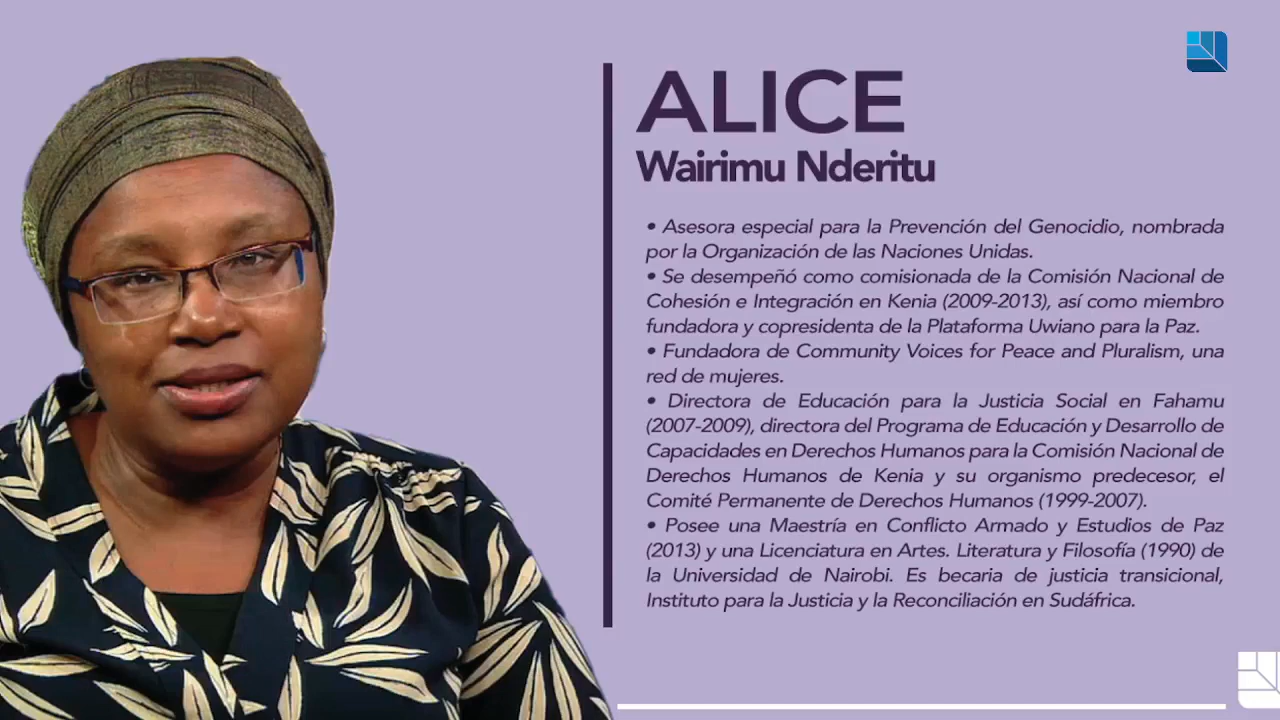 ALICE
Wairimu Nderitu
• Asesora especial para la Prevención del Genocidio, nombrada
por la Organización de las Naciones Unidas.
• Se desempeñó como comisionada de la Comisión Nacional de
Cohesión e Integración en Kenia (2009-2013), así como miembro
fundadora y copresidenta de la Plataforma Uwiano para la Paz.
• Fundadora de Community Voices for Peace and Pluralism, una
red de mujeres.
• Directora de Educación para la Justicia Social en Fahamu
(2007-2009), directora del Programa de Educación y Desarrollo de
Capacidades en Derechos Humanos para la Comisión Nacional de
Derechos Humanos de Kenia y su organismo predecesor, el
Comité Permanente de Derechos Humanos (1999-2007).
• Posee una Maestría en Conflicto Armado y Estudios de Paz
(2013) y una Licenciatura en Artes. Literatura y Filosofía (1990) de
la Universidad de Nairobi. Es becaria de justicia transicional,
Instituto para la Justicia y la Reconciliación en Sudáfrica.